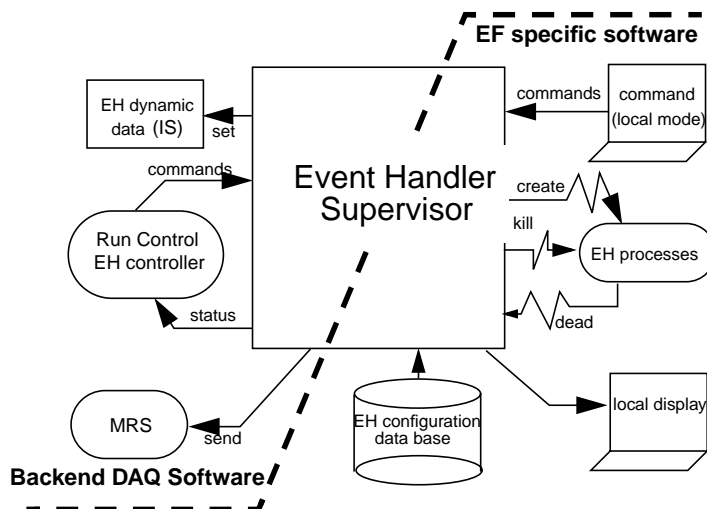 EF specific software
EH dynamic
data (IS)
set
commands
command
(local mode)
commands
Event Handler
Supervisor
create
kill
Run Control
EH controller
EH processes
status
dead
MRS
send
EH configuration
data base
local display
Backend DAQ Software